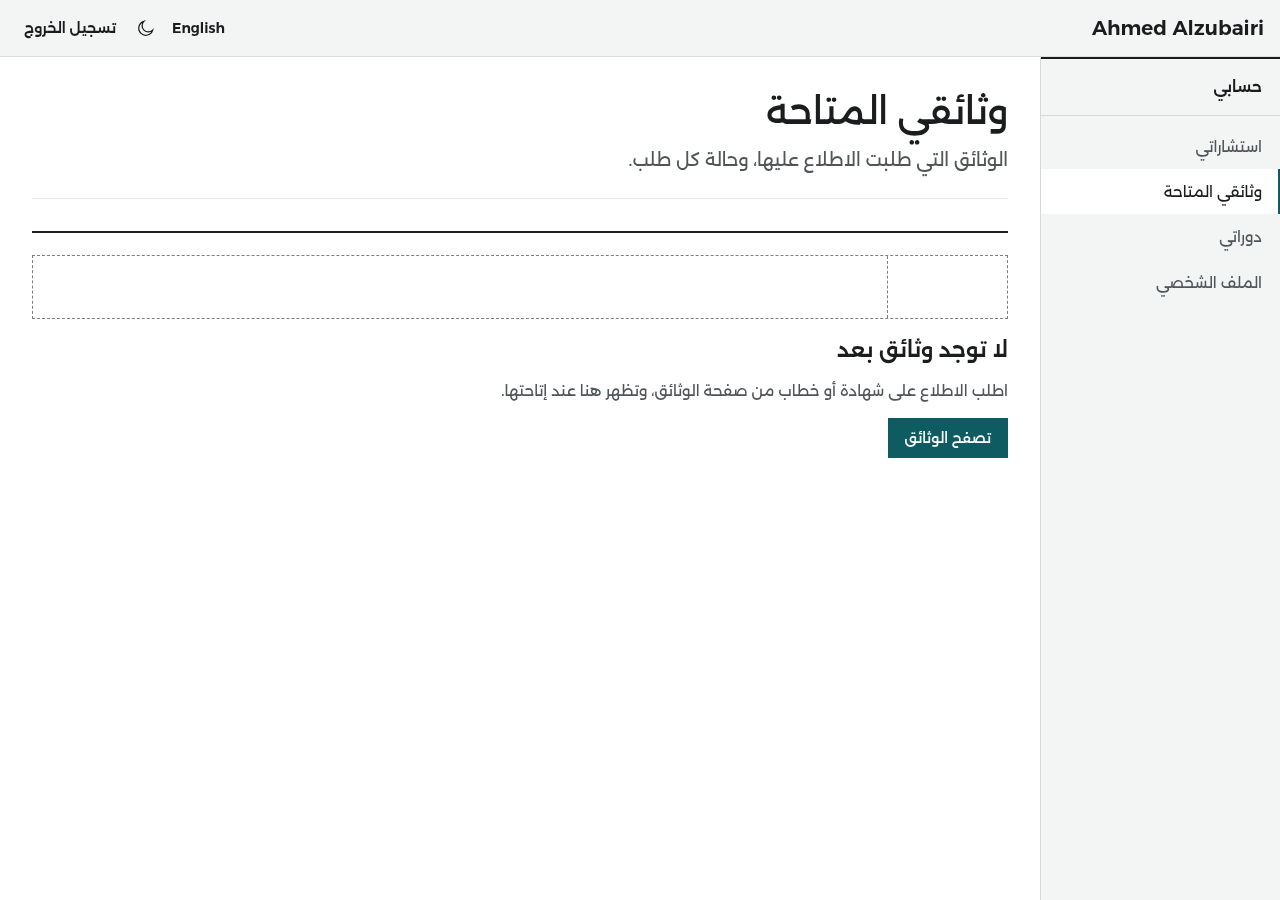 Ahmed Alzubairi
English
تسجيل الخروج
حسابي
استشاراتي
وثائقي المتاحة
دوراتي
الملف الشخصي
وثائقي المتاحة
الوثائق التي طلبت الاطلاع عليها، وحالة كل طلب.
لا توجد وثائق بعد
اطلب الاطلاع على شهادة أو خطاب من صفحة الوثائق، وتظهر هنا عند إتاحتها.
تصفح الوثائق